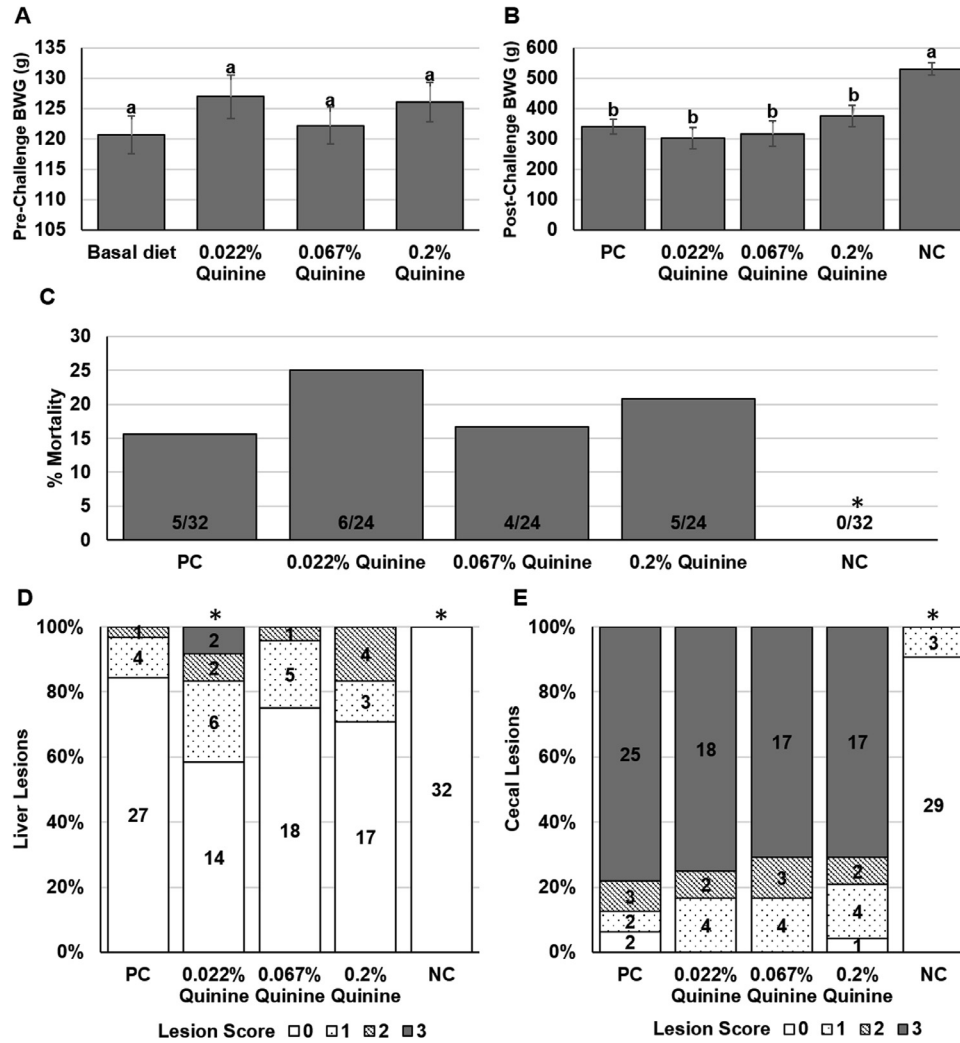 A
Pre-Challenge BWG (g)
135
130
125
120
115
110
105
a
a
a
a
Basal diet
0.022%
Quinine
0.067%
Quinine
0.2%
Quinine
B
Post-Challenge BWG (g)
600
500
400
300
200
100
0
b
b
b
b
a
PC
0.022%
Quinine
0.067%
Quinine
0.2%
Quinine
NC
C
% Mortality
30
25
20
15
10
5
0
5/32
6/24
4/24
5/24
*
0/32
PC
0.022% Quinine
0.067% Quinine
0.2% Quinine
NC
D
Liver Lesions
100%
80%
60%
40%
20%
0%
1
4
27
*
2
2
6
14
1
5
18
4
3
17
*
32
PC
0.022%
Quinine
0.067%
Quinine
0.2%
Quinine
NC
Lesion Score 0 1 2 3
E
Cecal Lesions
100%
80%
60%
40%
20%
0%
25
3
2
2
18
2
4
17
3
4
17
2
4
1
*
3
29
PC
0.022%
Quinine
0.067%
Quinine
0.2%
Quinine
NC
Lesion Score 0 1 2 3